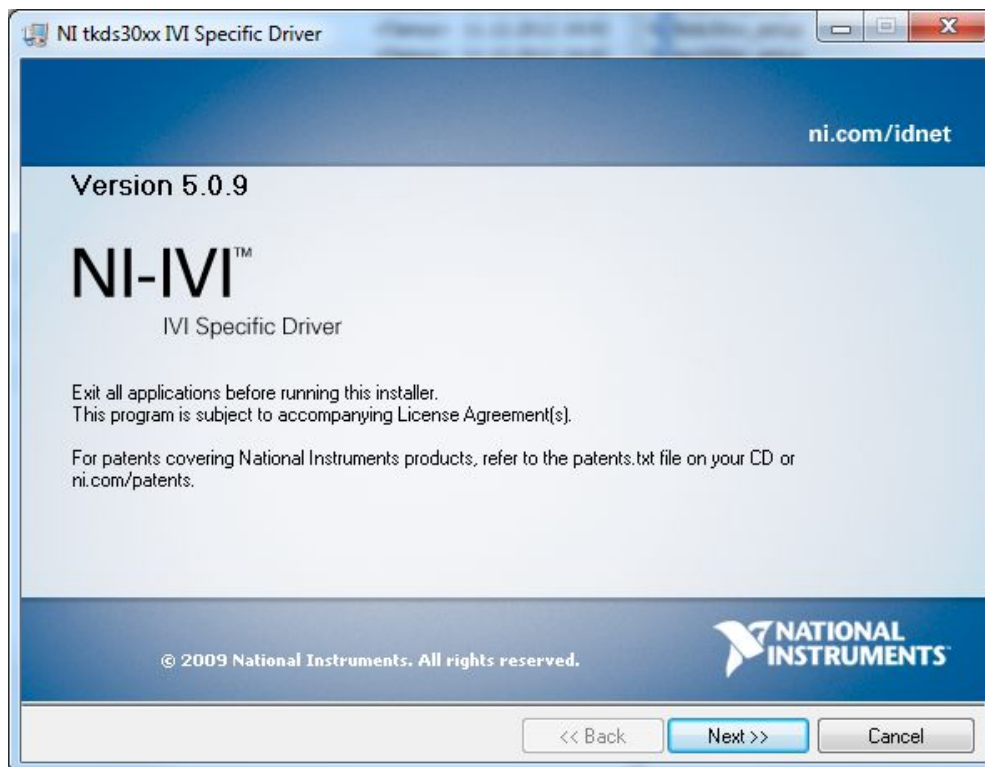 NI tkds30xx IVI Specific Driver
ni.com/idnet
Version 5.0.9
NI-IVI™
IVI Specific Driver
Exit all applications before running this installer.
This program is subject to accompanying License Agreement(s).
For patents covering National Instruments products, refer to the patents.txt file on your CD or
ni.com/patents.
© 2009 National Instruments. All rights reserved.
NATIONAL
INSTRUMENTS
<< Back
Next >>
Cancel